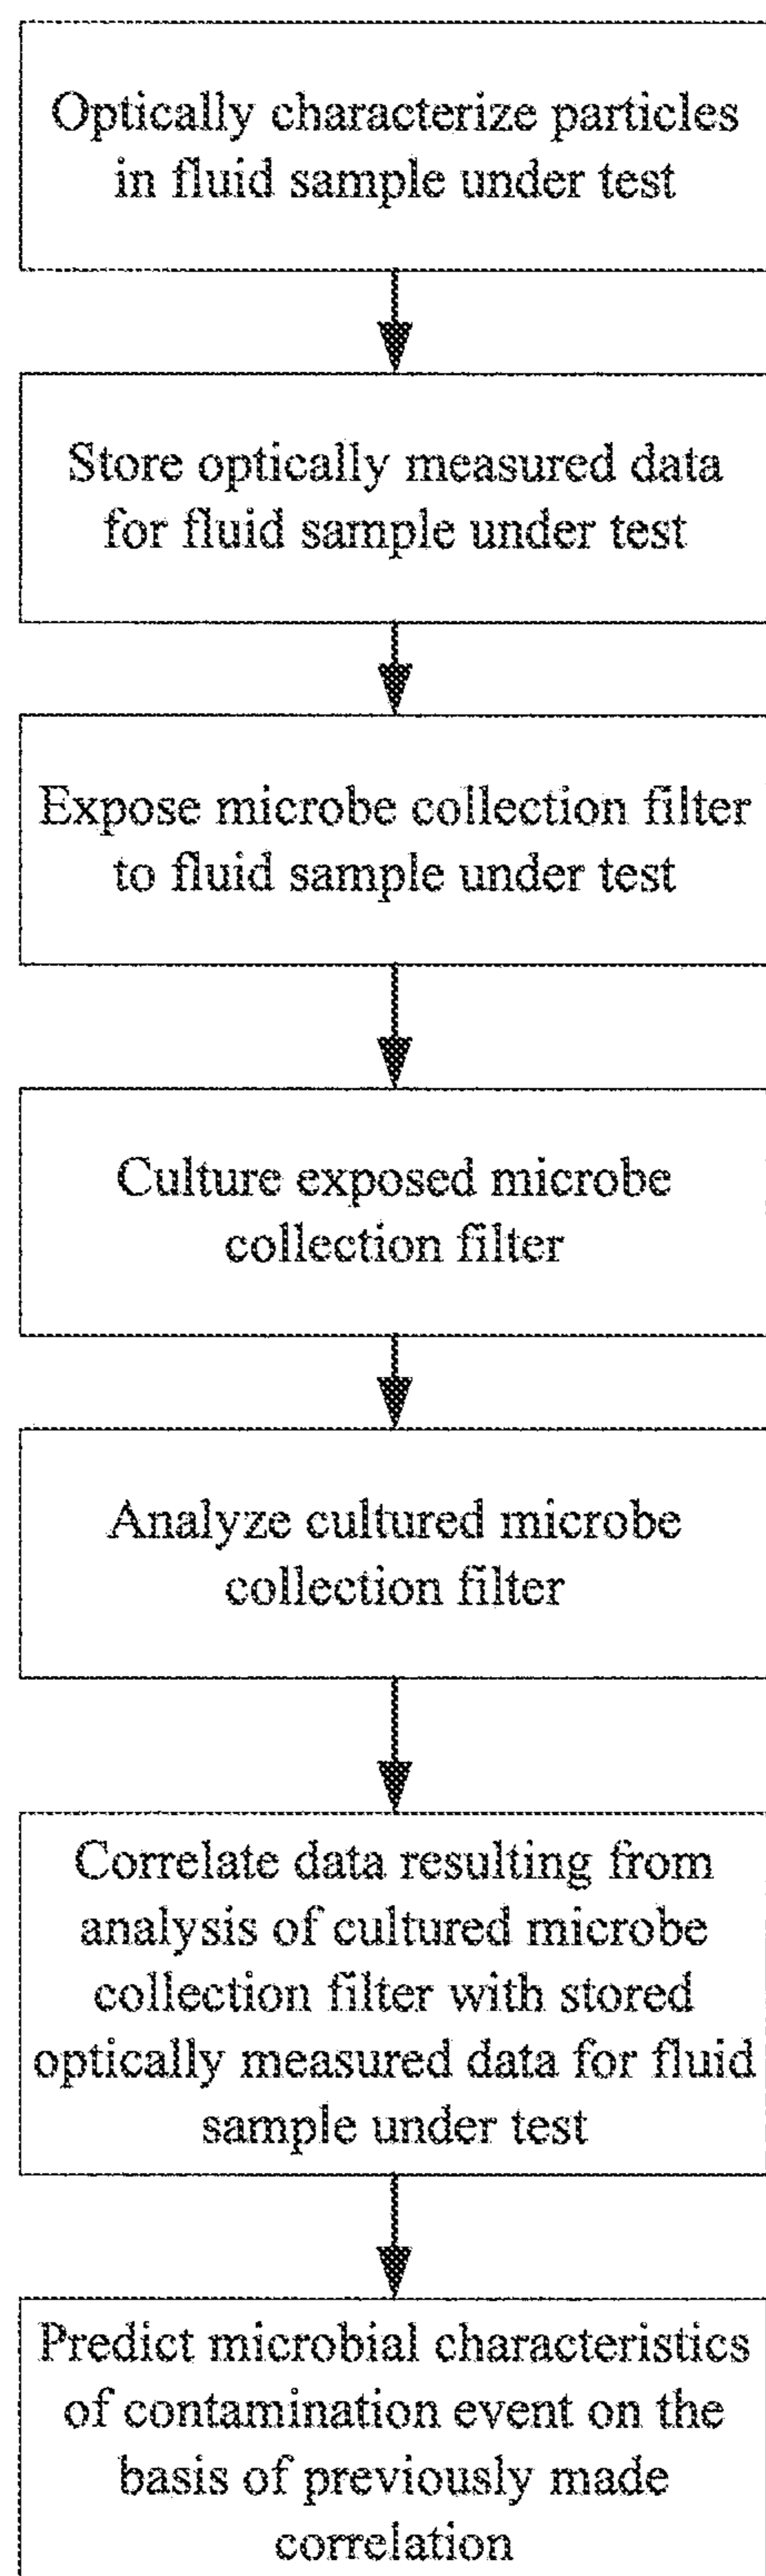 Optically characterize particles
in fluid sample under test
Store optically measured data
for fluid sample under test
Expose microbe collection filter
to fluid sample under test
Culture exposed microbe
collection filter
Analyze cultured microbe
collection filter
Correlate data resulting from
analysis of cultured microbe
collection filter with stored
optically measured data for fluid
sample under test
Predict microbial characteristics
of contamination event on the
basis of previously made
correlation